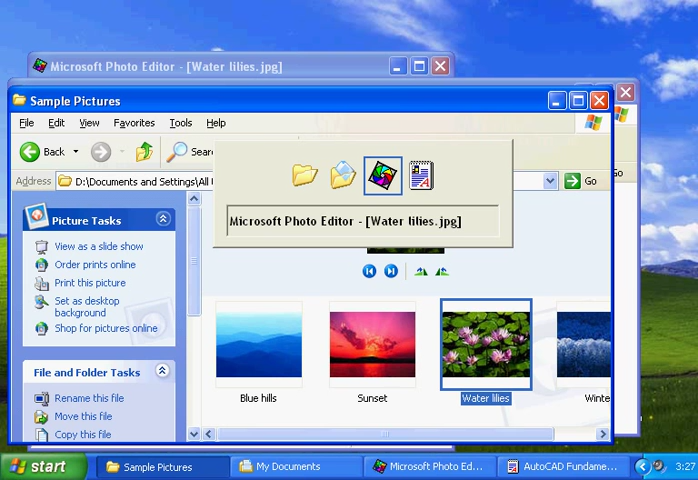 Microsoft Photo Editor - [Water lilies.jpg]
Sample Pictures
File Edit View Favorites Tools Help
Back Sear
Address D:\Documents and Settings\All Go
Go
Microsoft Photo Editor - [Water lilies.jpg]
Picture Tasks
View as a slide show
Order prints online
Print this picture
Set as desktop
background
Shop for pictures online
Blue hills Sunset Water lilies Winte
File and Folder Tasks
Rename this file
Move this file
Copy this file
start Sample Pictures My Documents Microsoft Photo Ed... AutoCAD Fundame... 3:27